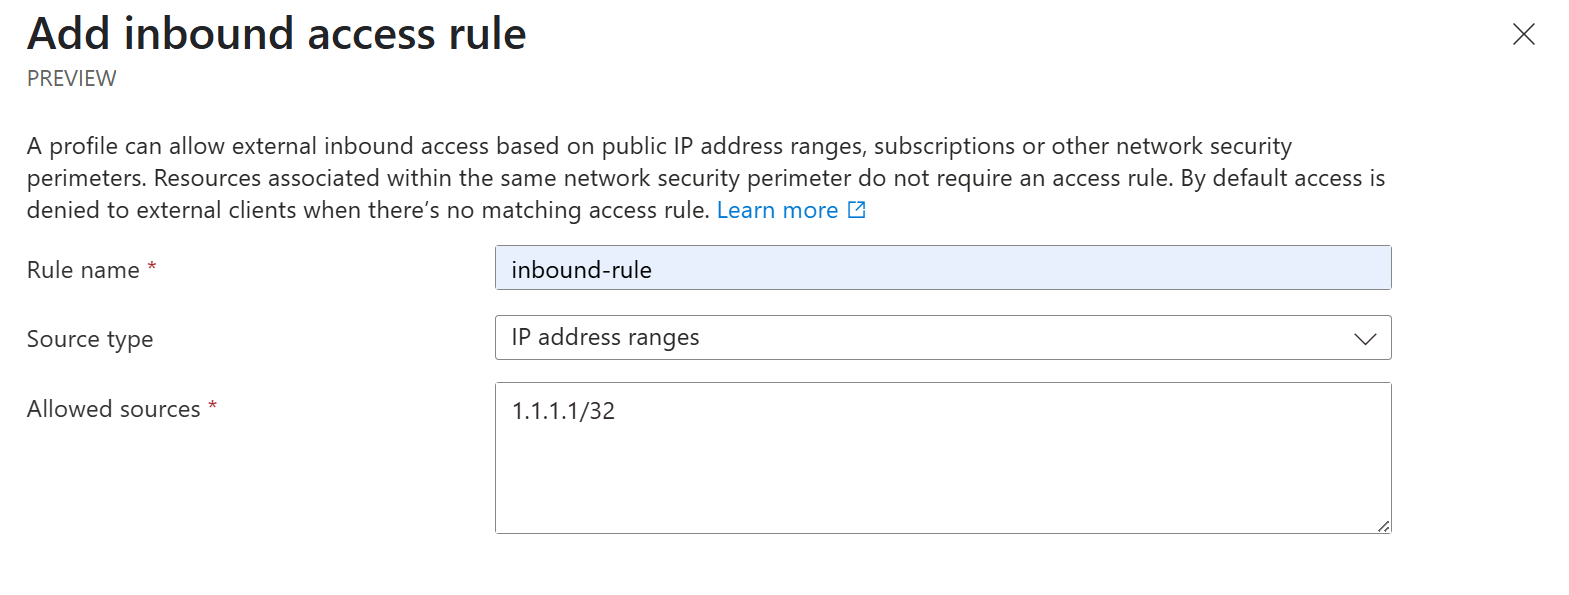 Add inbound access rule
PREVIEW
A profile can allow external inbound access based on public IP address ranges, subscriptions or other network security
perimeters. Resources associated within the same network security perimeter do not require an access rule. By default access is
denied to external clients when there’s no matching access rule. Learn more
Rule name *
inbound-rule
Source type
IP address ranges
Allowed sources *
1.1.1.1/32